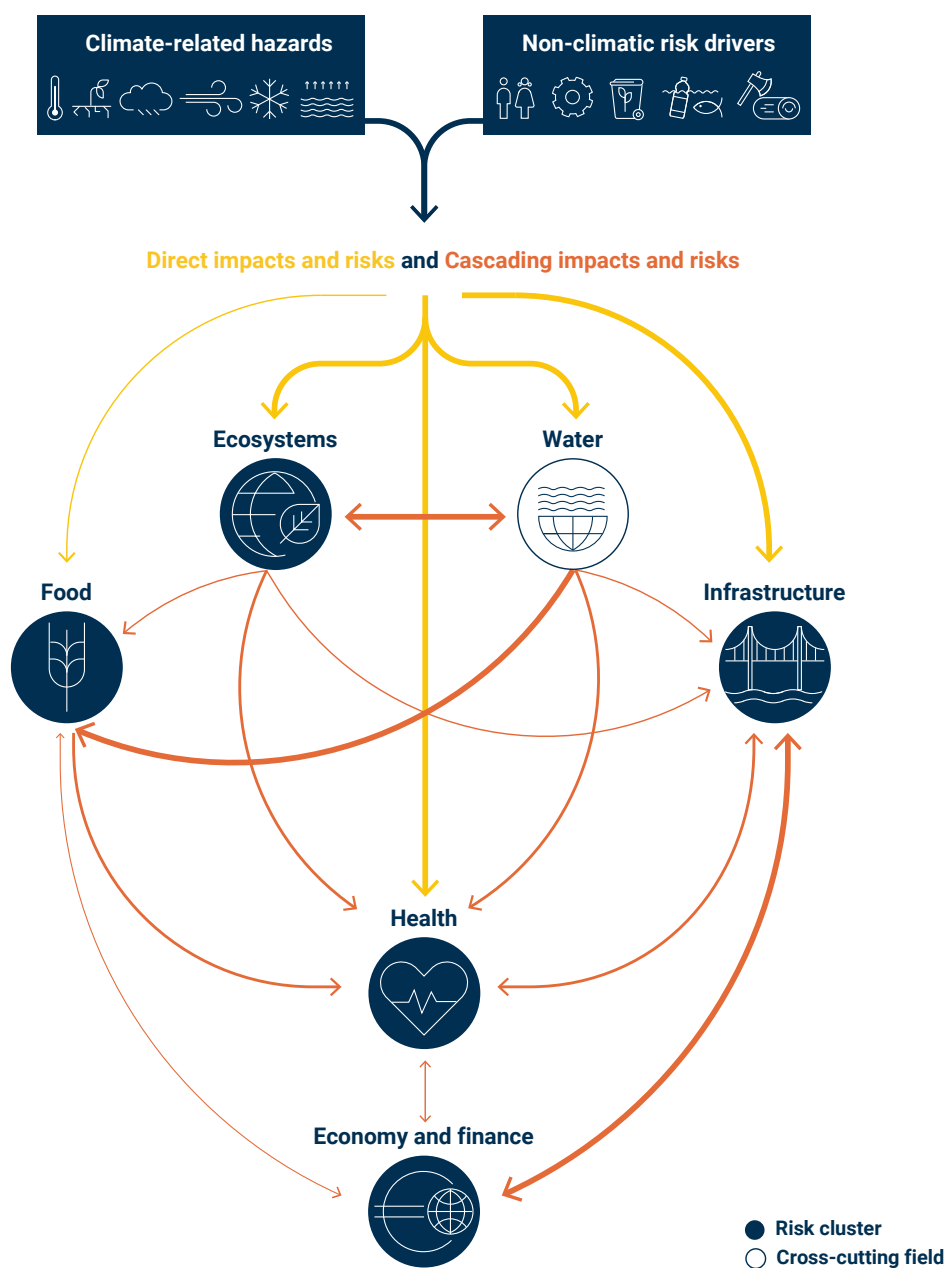 Climate-related hazards
Non-climatic risk drivers
Direct impacts and risks and Cascading impacts and risks
Ecosystems
Water
Food
Infrastructure
Health
Economy and finance
Risk cluster
Cross-cutting field